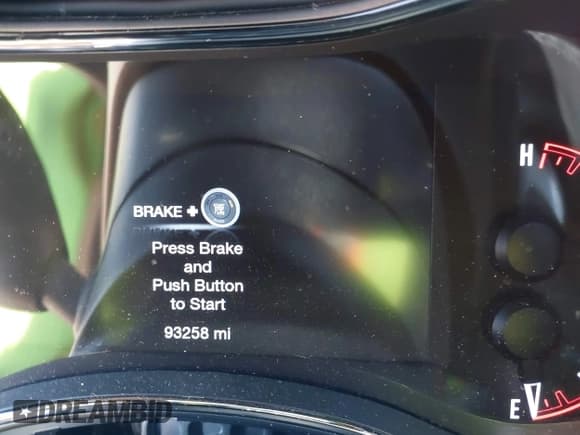 H
BRAKE +
Press Brake
and
Push Button
to Start
93258 mi
E
DREAMBID